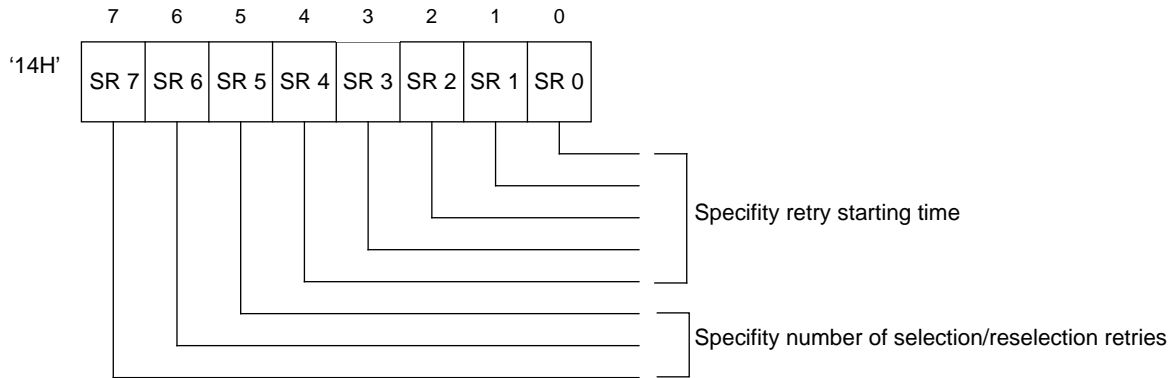 7 6 5 4 3 2 1 0
‘14H’ SR 7 SR 6 SR 5 SR 4 SR 3 SR 2 SR 1 SR 0
Specifity retry starting time
Specifity number of selection/reselection retries